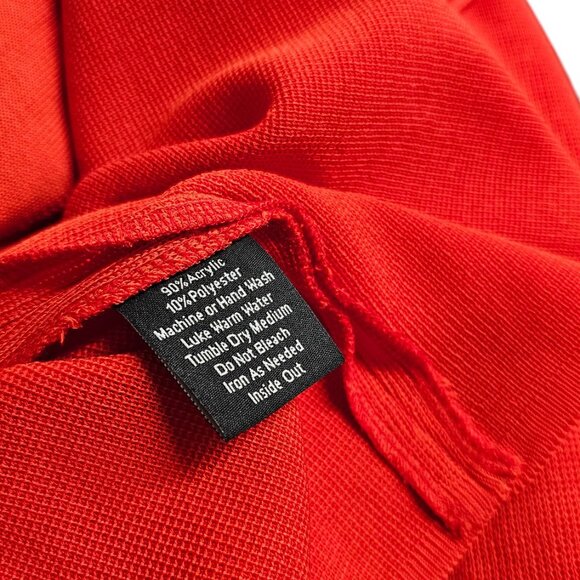 90% Acrylic
10% Polyester
Machine or Hand Wash
Luke Warm Water
Tumble Dry Medium
Do Not Bleach
Iron As Needed
Inside Out